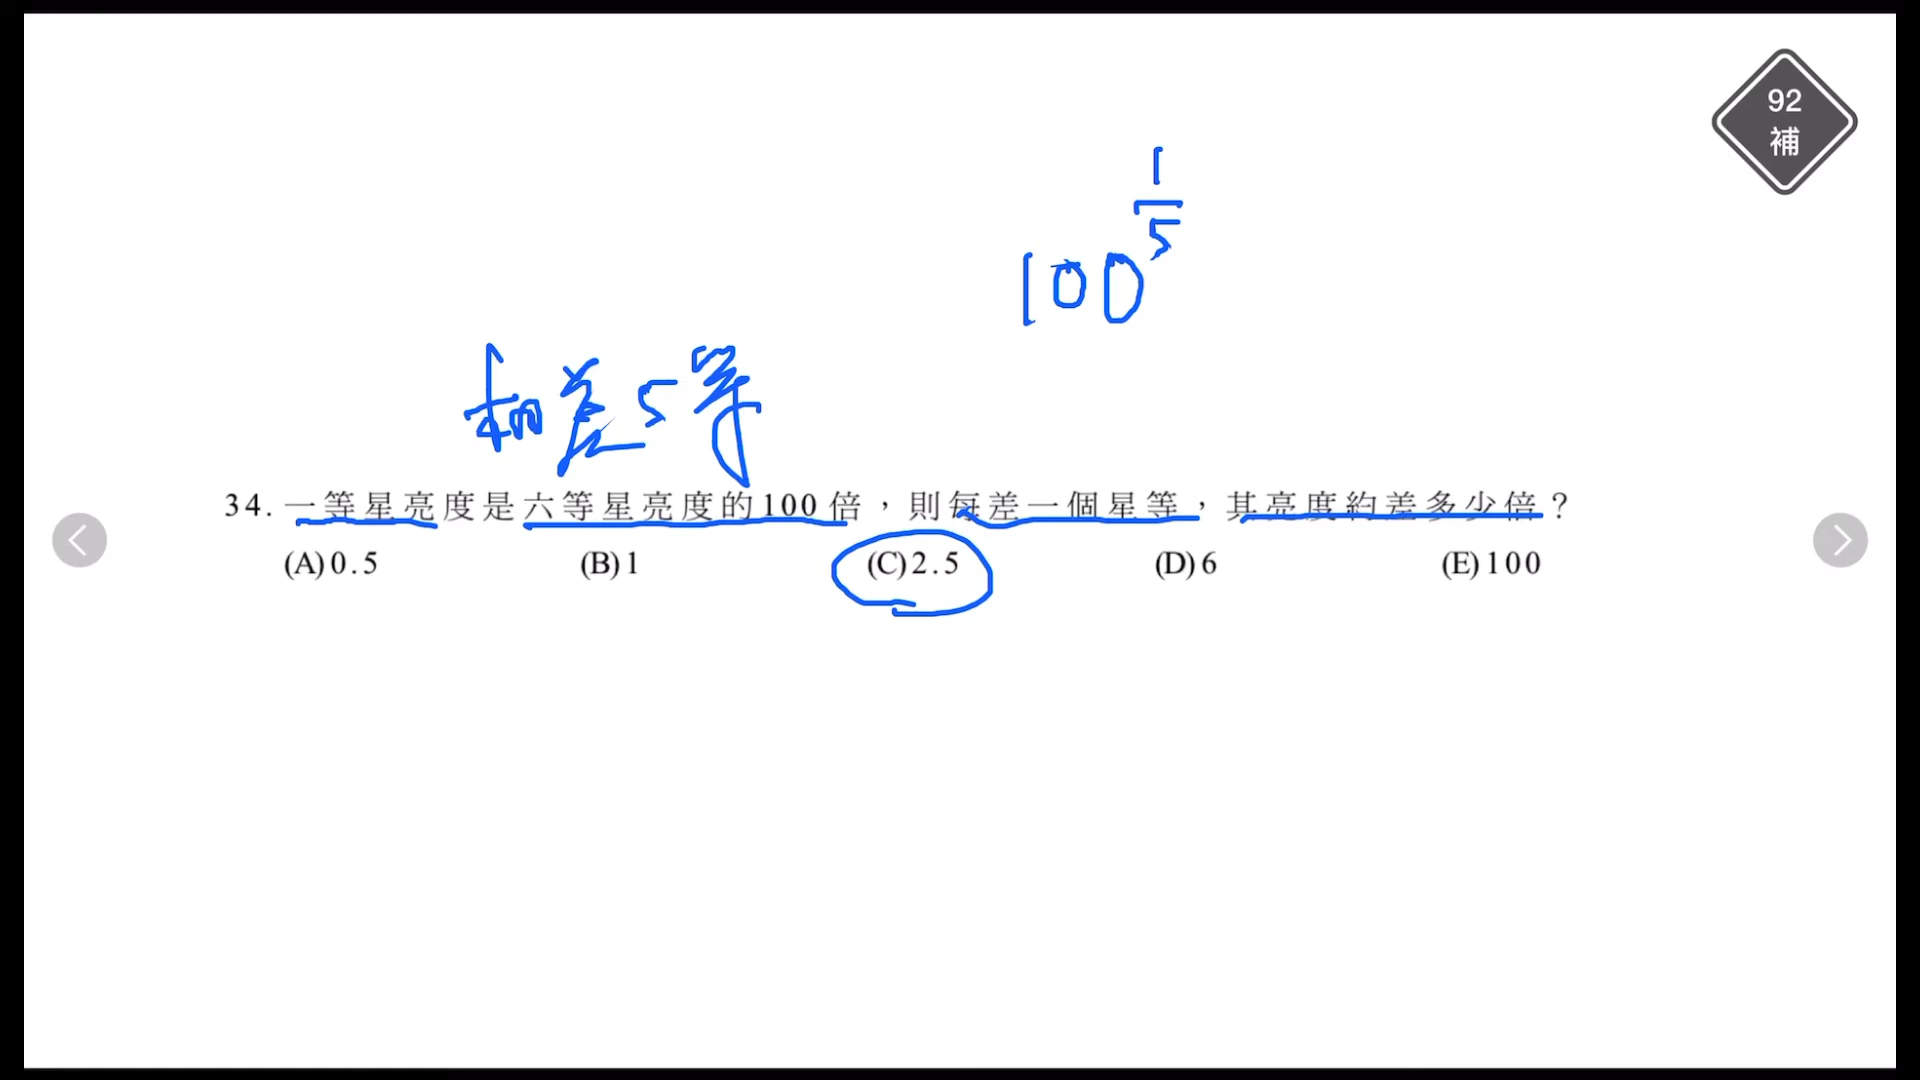 92
補
1
5
100
相差5等
34.一等星亮度是六等星亮度的100倍，則每差一個星等，其亮度約差多少倍？
(A)0.5 (B)1 (C)2.5 (D)6 (E)100